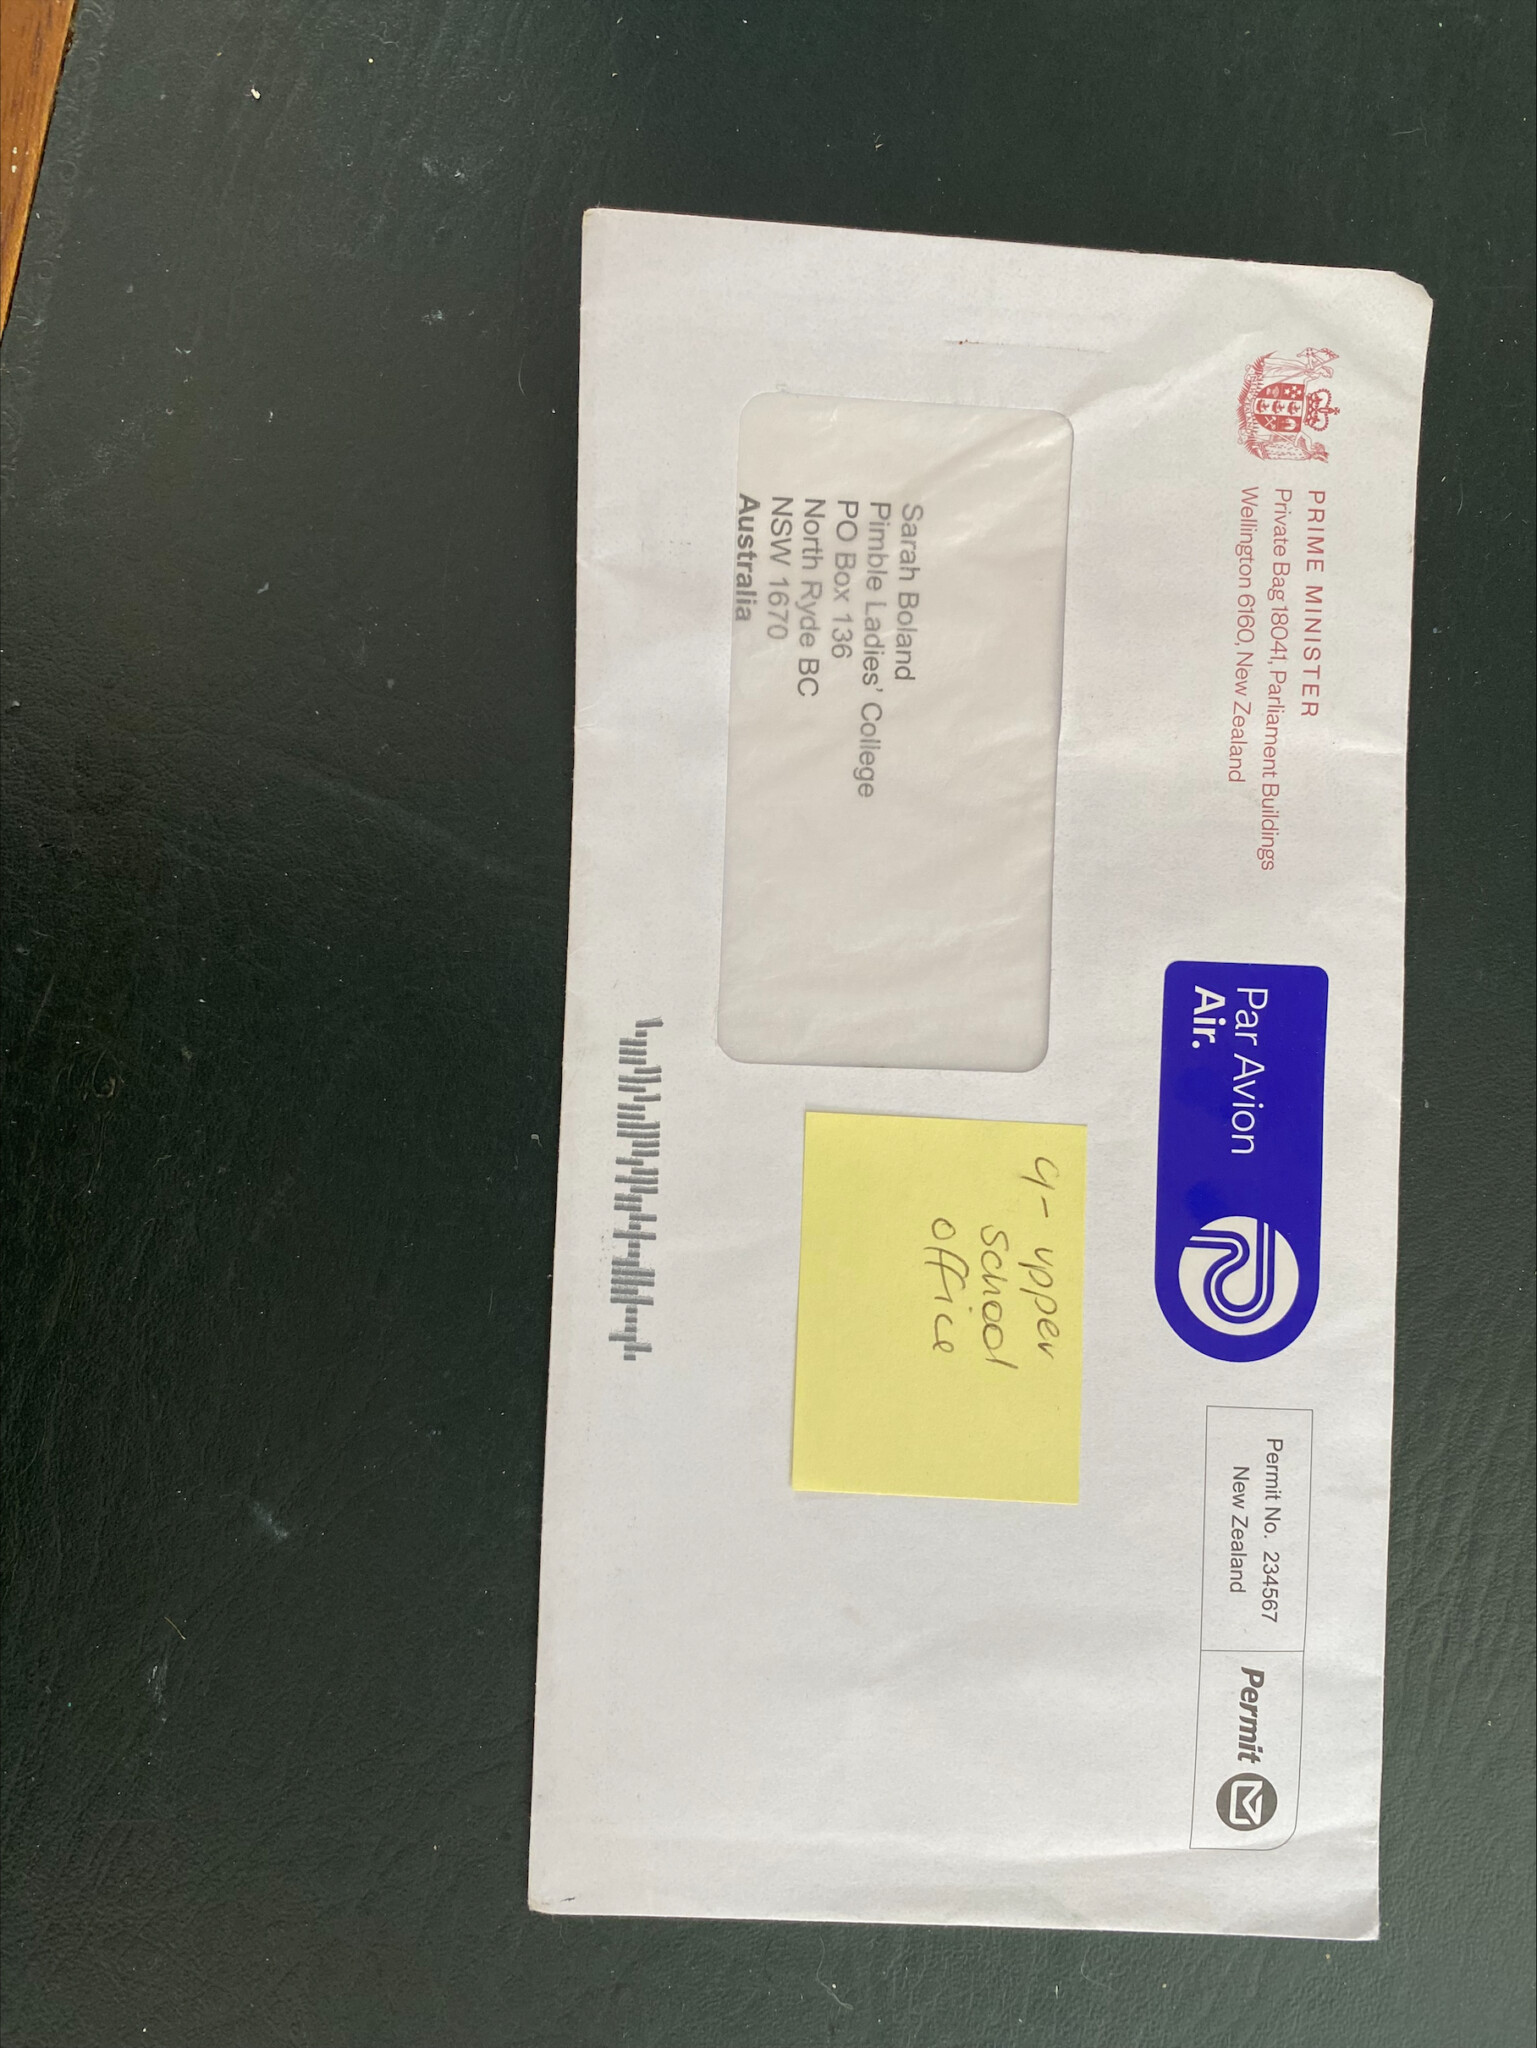 PRIME MINISTER
Private Bag 18041, Parliament Buildings
Wellington 6160, New Zealand
Par Avion
Air.
Permit No. 234567
New Zealand
Permit
Sarah Boland
Pimble Ladies' College
PO Box 136
North Ryde BC
NSW 1670
Australia
upper
school
office